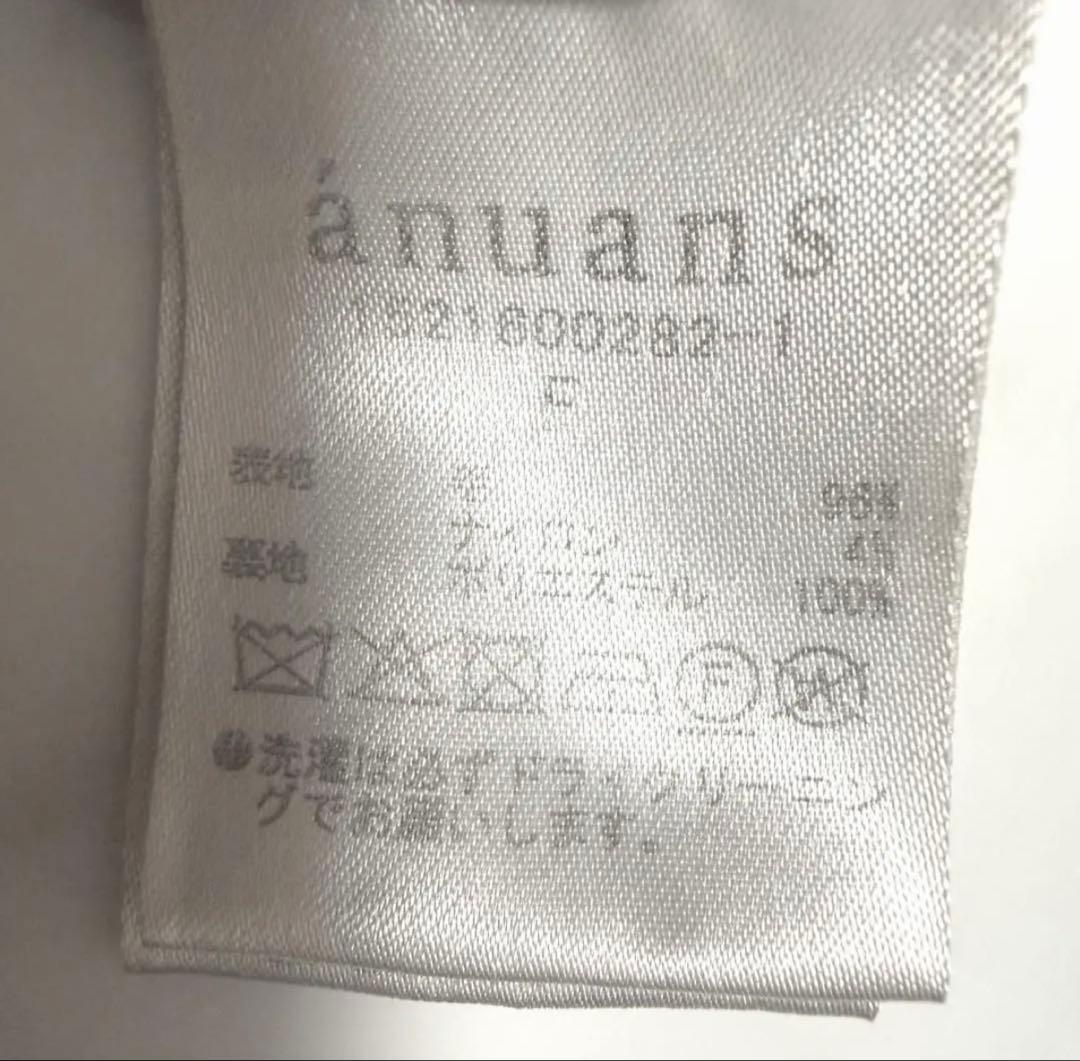 ánuans
1521600282-1
F
表地 毛 96%
ナイロン 4%
裏地 ポリエステル 100%
F
●洗濯は必ずドライクリーニン
グでお願いします。